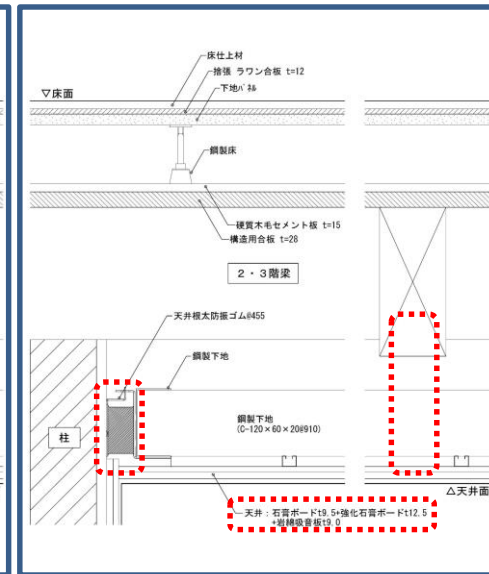 床仕上材
捨張 ラワン合板 t=12
下地パネル
▽床面
鋼製床
硬質木毛セメント板 t=15
構造用合板 t=28
2・3階梁
天井根太防振ゴム@455
鋼製下地
柱
鋼製下地
(C-120×60×20@910)
△天井面
天井：石膏ボードt9.5+強化石膏ボードt12.5
+岩綿吸音板t9.0